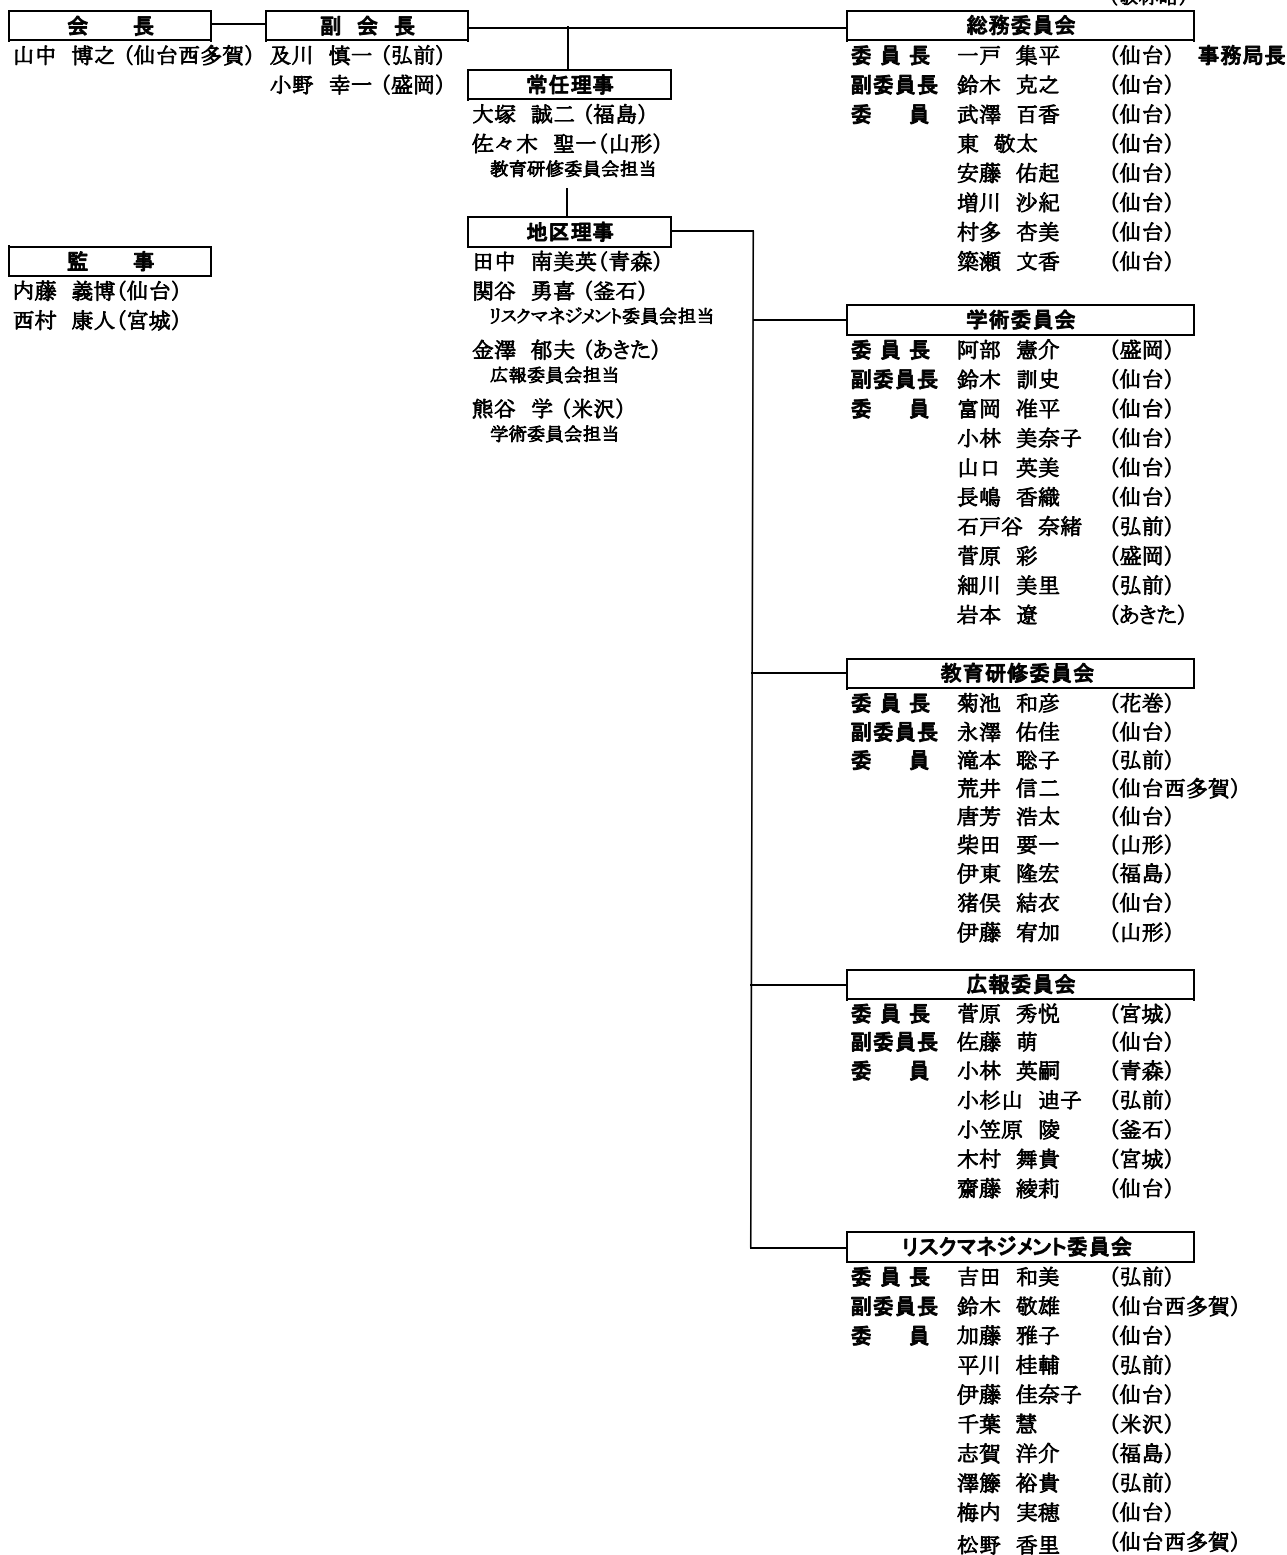 会　長
山中 博之 (仙台西多賀)
副 会 長
及川 慎一 (弘前)
小野 幸一 (盛岡)
常任理事
大塚 誠二 (福島)
佐々木 聖一 (山形)
教育研修委員会担当
地区理事
田中 南美英 (青森)
関谷 勇喜 (釜石)
リスクマネジメント委員会担当
金澤 郁夫 (あきた)
広報委員会担当
熊谷 学 (米沢)
学術委員会担当
監　事
内藤 義博 (仙台)
西村 康人 (宮城)
総務委員会
委 員 長 一戸 集平 (仙台) 事務局長
副委員長 鈴木 克之 (仙台)
委　員 武澤 百香 (仙台)
東 敬太 (仙台)
安藤 佑起 (仙台)
増川 沙紀 (仙台)
村多 杏美 (仙台)
簗瀬 文香 (仙台)
学術委員会
委 員 長 阿部 憲介 (盛岡)
副委員長 鈴木 訓史 (仙台)
委　員 富岡 准平 (仙台)
小林 美奈子 (仙台)
山口 英美 (仙台)
長嶋 香織 (仙台)
石戸谷 奈緒 (弘前)
菅原 彩 (盛岡)
細川 美里 (弘前)
岩本 遼 (あきた)
教育研修委員会
委 員 長 菊池 和彦 (花巻)
副委員長 永澤 佑佳 (仙台)
委　員 滝本 聡子 (弘前)
荒井 信二 (仙台西多賀)
唐芳 浩太 (仙台)
柴田 要一 (山形)
伊東 隆宏 (福島)
猪俣 結衣 (仙台)
伊藤 宥加 (山形)
広報委員会
委 員 長 菅原 秀悦 (宮城)
副委員長 佐藤 萌 (仙台)
委　員 小林 英嗣 (青森)
小杉山 迪子 (弘前)
小笠原 陵 (釜石)
木村 舞貴 (宮城)
齋藤 綾莉 (仙台)
リスクマネジメント委員会
委 員 長 吉田 和美 (弘前)
副委員長 鈴木 敬雄 (仙台西多賀)
委　員 加藤 雅子 (仙台)
平川 桂輔 (弘前)
伊藤 佳奈子 (仙台)
千葉 慧 (米沢)
志賀 洋介 (福島)
澤籐 裕貴 (弘前)
梅内 実穂 (仙台)
松野 香里 (仙台西多賀)